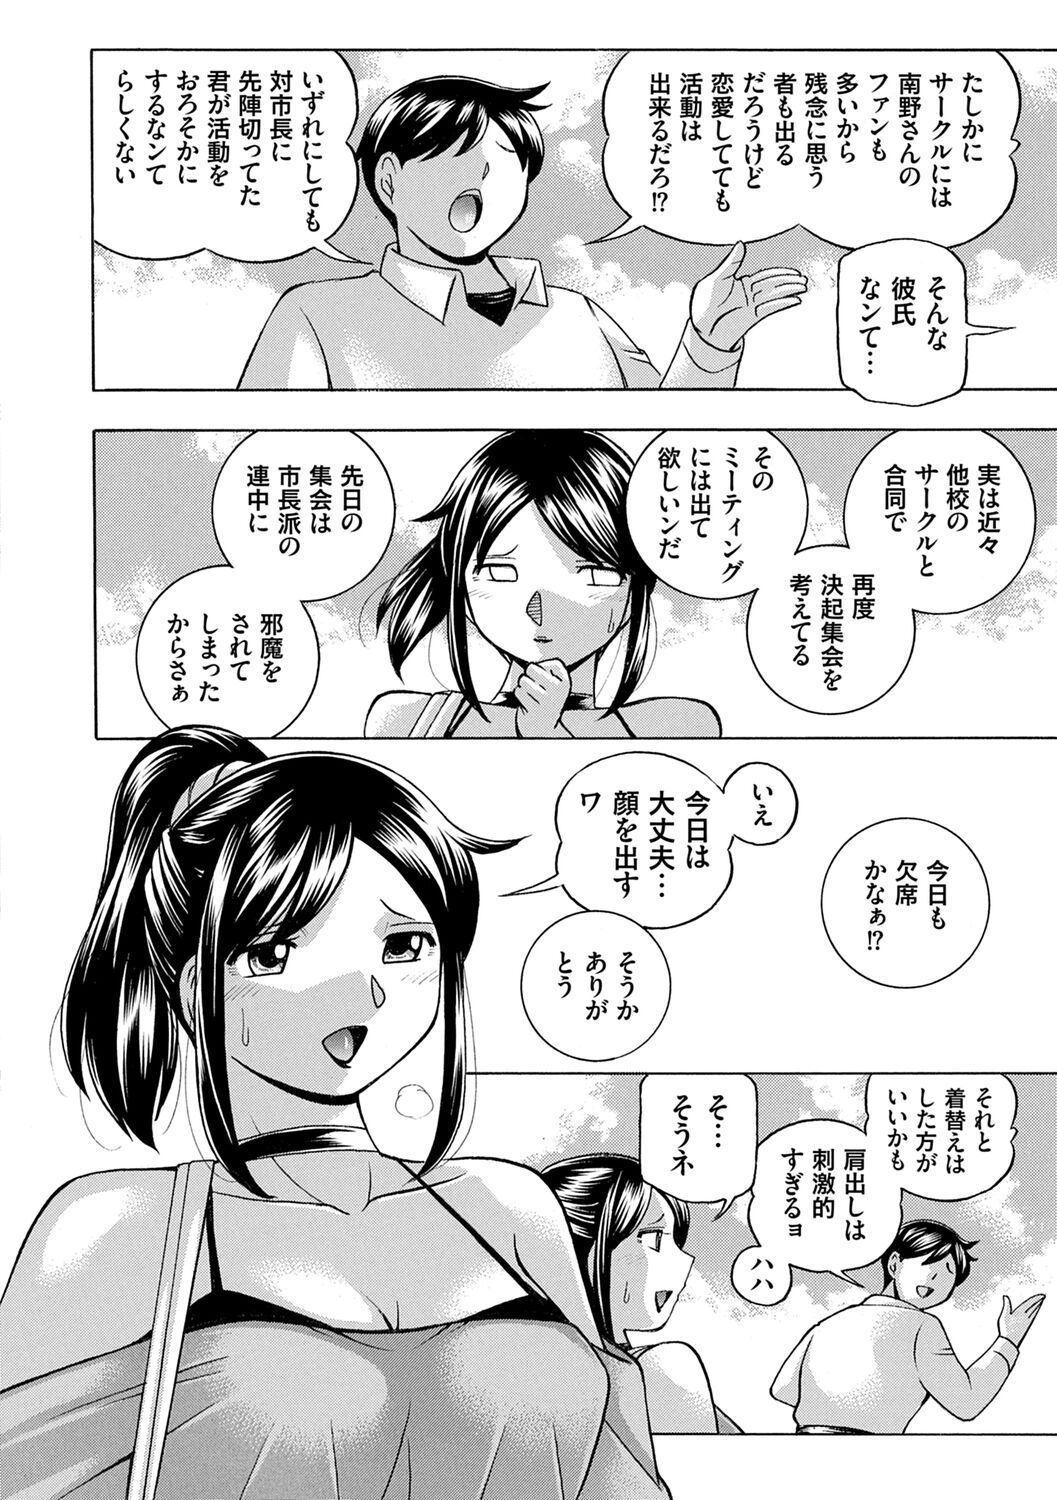 たしかに
サークルには
南野さんの
ファンも
多いから
残念に思う
者も出る
だろうけど
恋愛してても
活動は
出来るだろ!?
いずれにしても
対市長に
先陣切ってた
君が活動を
おろそかに
するなンて
らしくない
そんな
彼氏
なンて…
実は近々
他校の
サークルと
合同で
再度
決起集会を
考えてる
その
ミーティング
には出て
欲しいンだ
先日の
集会は
市長派の
連中に
邪魔を
されて
しまった
からさぁ
今日も
欠席
かなぁ!?
いえ
今日は
大丈夫…
顔を出す
ワ
そうか
ありが
とう
それと
着替えは
した方が
いいかも
肩出しは
刺激的
すぎるョ
ハハ
そ…
そうネ